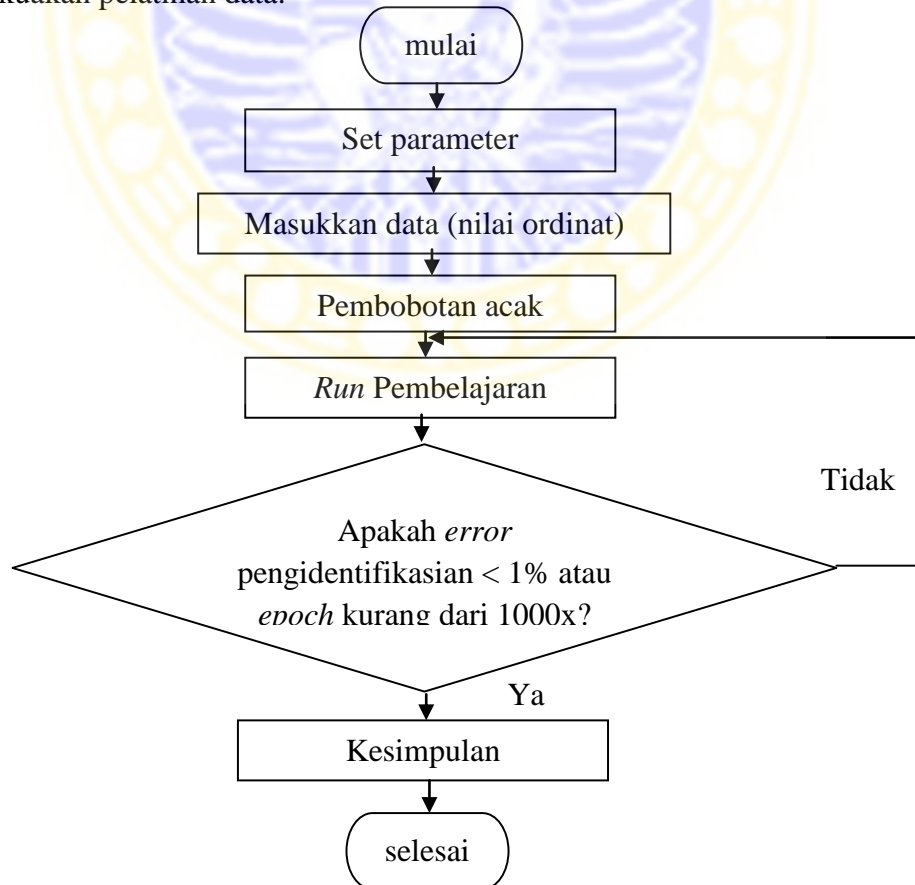 pelatihan data.
mulai
Set parameter
Masukkan data (nilai ordinat)
Pembobotan acak
Run Pembelajaran
Tidak
Apakah error
pengidentifikasian < 1% atau
epoch kurang dari 1000x?
Ya
Kesimpulan
selesai